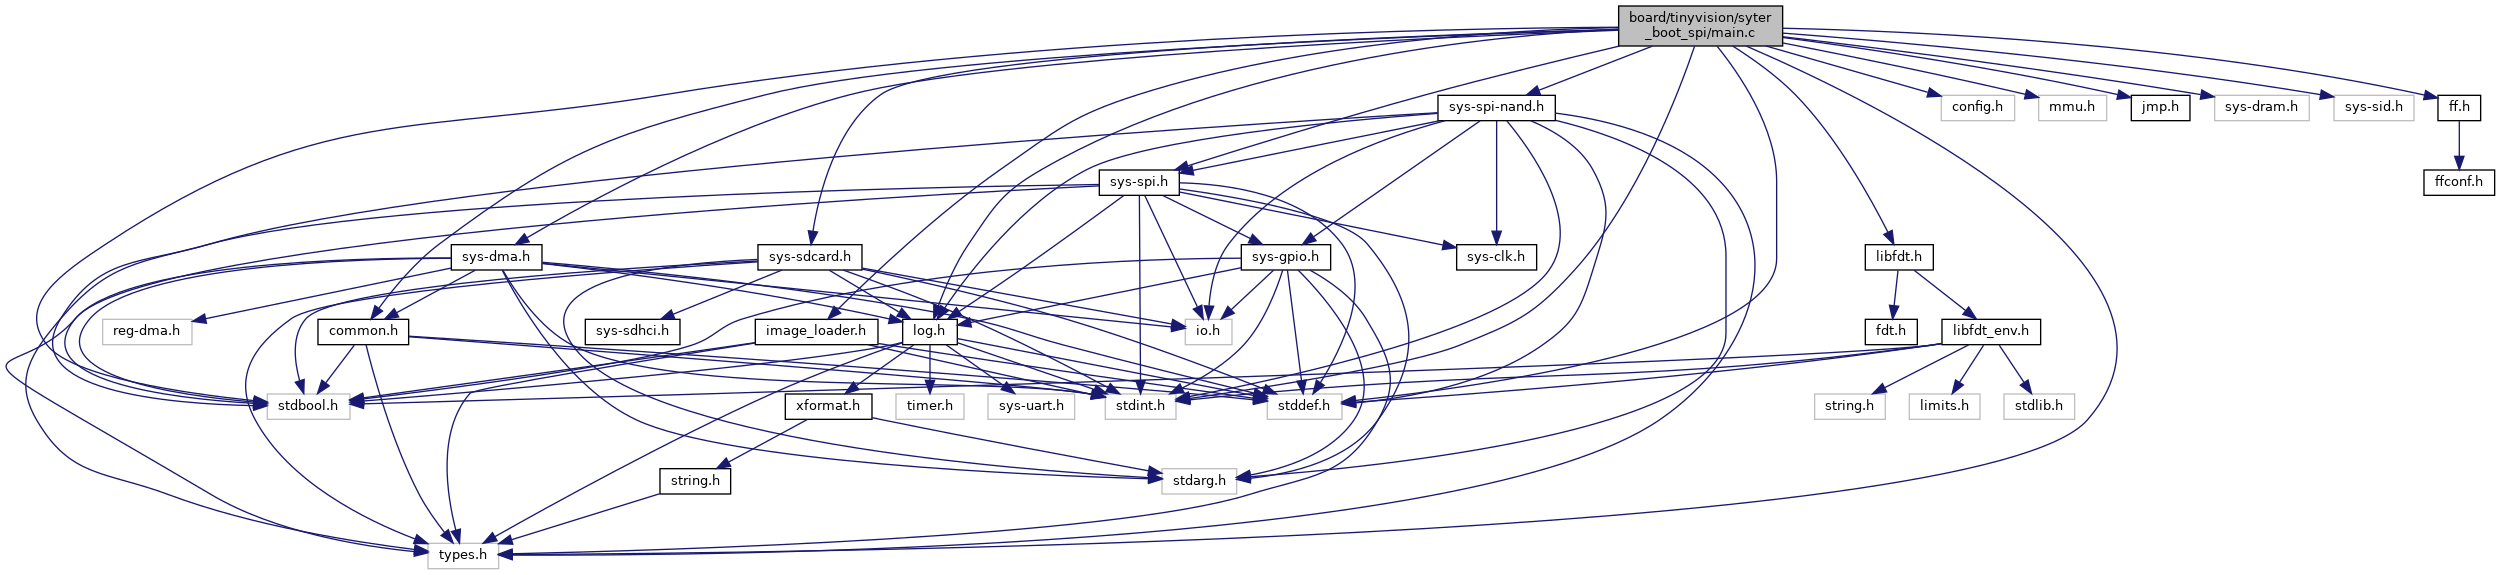 board/tinyvision/syter
_boot_spi/main.c
sys-spi-nand.h
config.h
mmu.h
jmp.h
sys-dram.h
sys-sid.h
ff.h
sys-spi.h
ffconf.h
sys-dma.h
sys-sdcard.h
sys-gpio.h
sys-clk.h
libfdt.h
reg-dma.h
common.h
sys-sdhci.h
image_loader.h
log.h
io.h
fdt.h
libfdt_env.h
stdbool.h
xformat.h
timer.h
sys-uart.h
stdint.h
stddef.h
string.h
limits.h
stdlib.h
string.h
stdarg.h
types.h